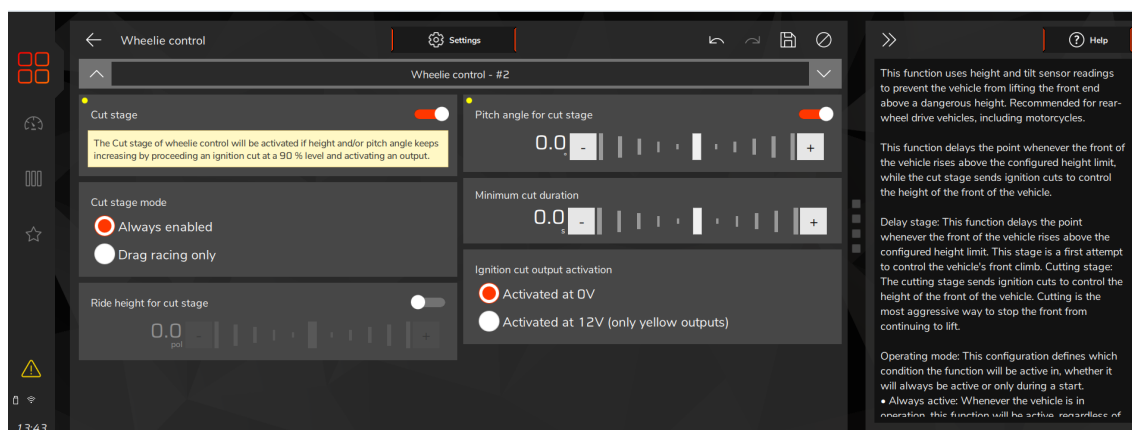 Wheelie control
Settings
Help
Wheelie control - #2
Cut stage
The Cut stage of wheelie control will be activated if height and/or pitch angle keeps
increasing by proceeding an ignition cut at a 90 % level and activating an output.
Cut stage mode
Always enabled
Drag racing only
Ride height for cut stage
0.0
pol
-
+
Pitch angle for cut stage
0.0
°
-
+
Minimum cut duration
0.0
s
-
+
Ignition cut output activation
Activated at 0V
Activated at 12V (only yellow outputs)
This function uses height and tilt sensor readings
to prevent the vehicle from lifting the front end
above a dangerous height. Recommended for rear-
wheel drive vehicles, including motorcycles.
This function delays the point whenever the front of
the vehicle rises above the configured height limit,
while the cut stage sends ignition cuts to control
the height of the front of the vehicle.
Delay stage: This function delays the point
whenever the front of the vehicle rises above the
configured height limit. This stage is a first attempt
to control the vehicle's front climb. Cutting stage:
The cutting stage sends ignition cuts to control the
height of the front of the vehicle. Cutting is the
most aggressive way to stop the front from
continuing to lift.
Operating mode: This configuration defines which
condition the function will be active in, whether it
will always be active or only during a start.
• Always active: Whenever the vehicle is in
operation, this function will be active, regardless of
13:43